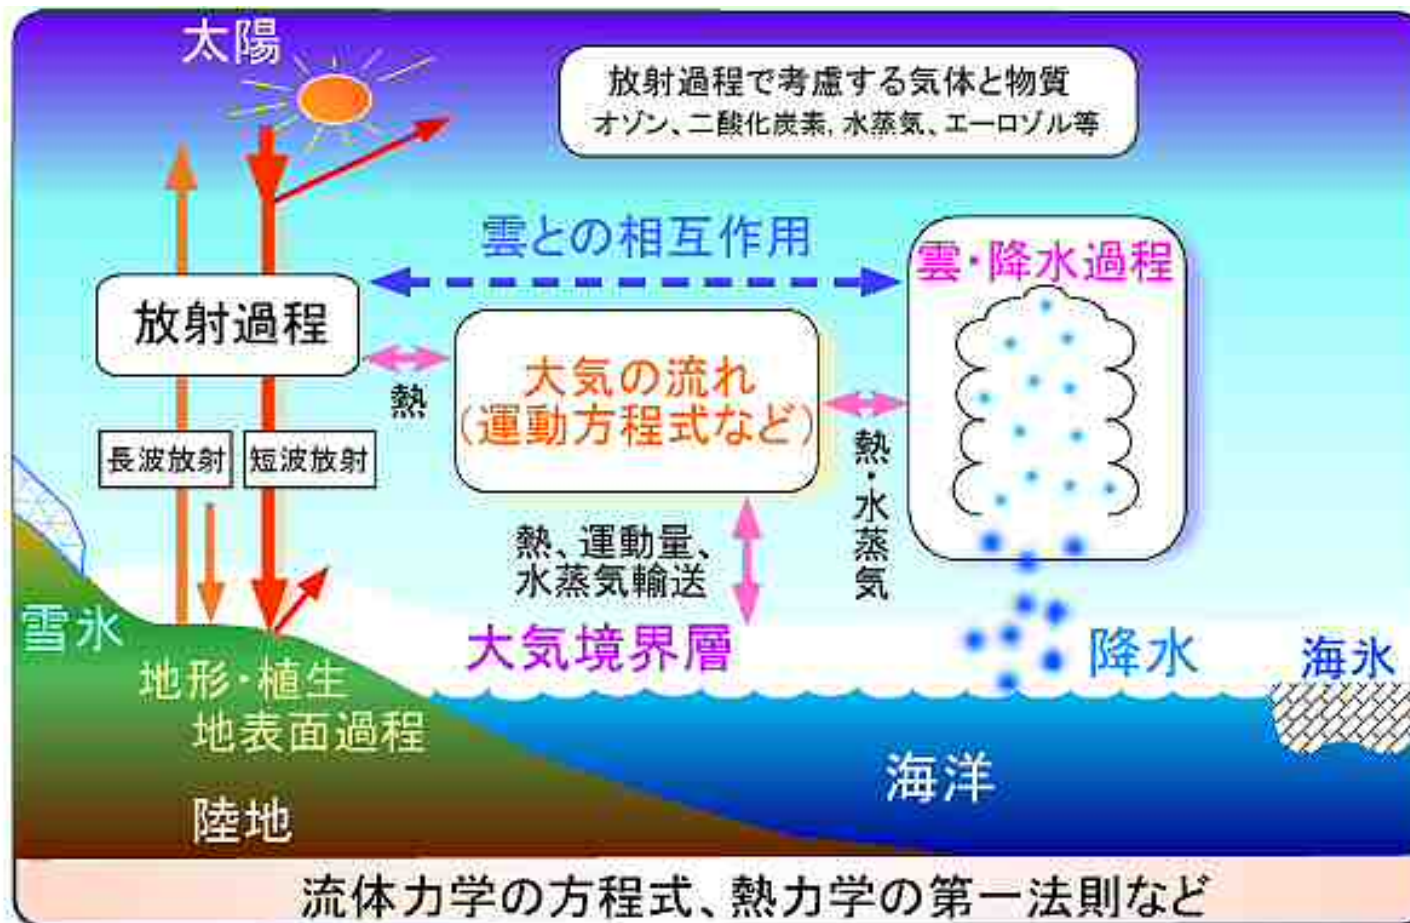 太陽
放射過程で考慮する気体と物質
オゾン、二酸化炭素, 水蒸気、エーロゾル等
雲との相互作用
雲・降水過程
放射過程
熱
大気の流れ
(運動方程式など)
熱・水蒸気
長波放射
短波放射
熱、運動量、
水蒸気輸送
大気境界層
雪氷
地形・植生
地表面過程
陸地
降水
海氷
海洋
流体力学の方程式、熱力学の第一法則など